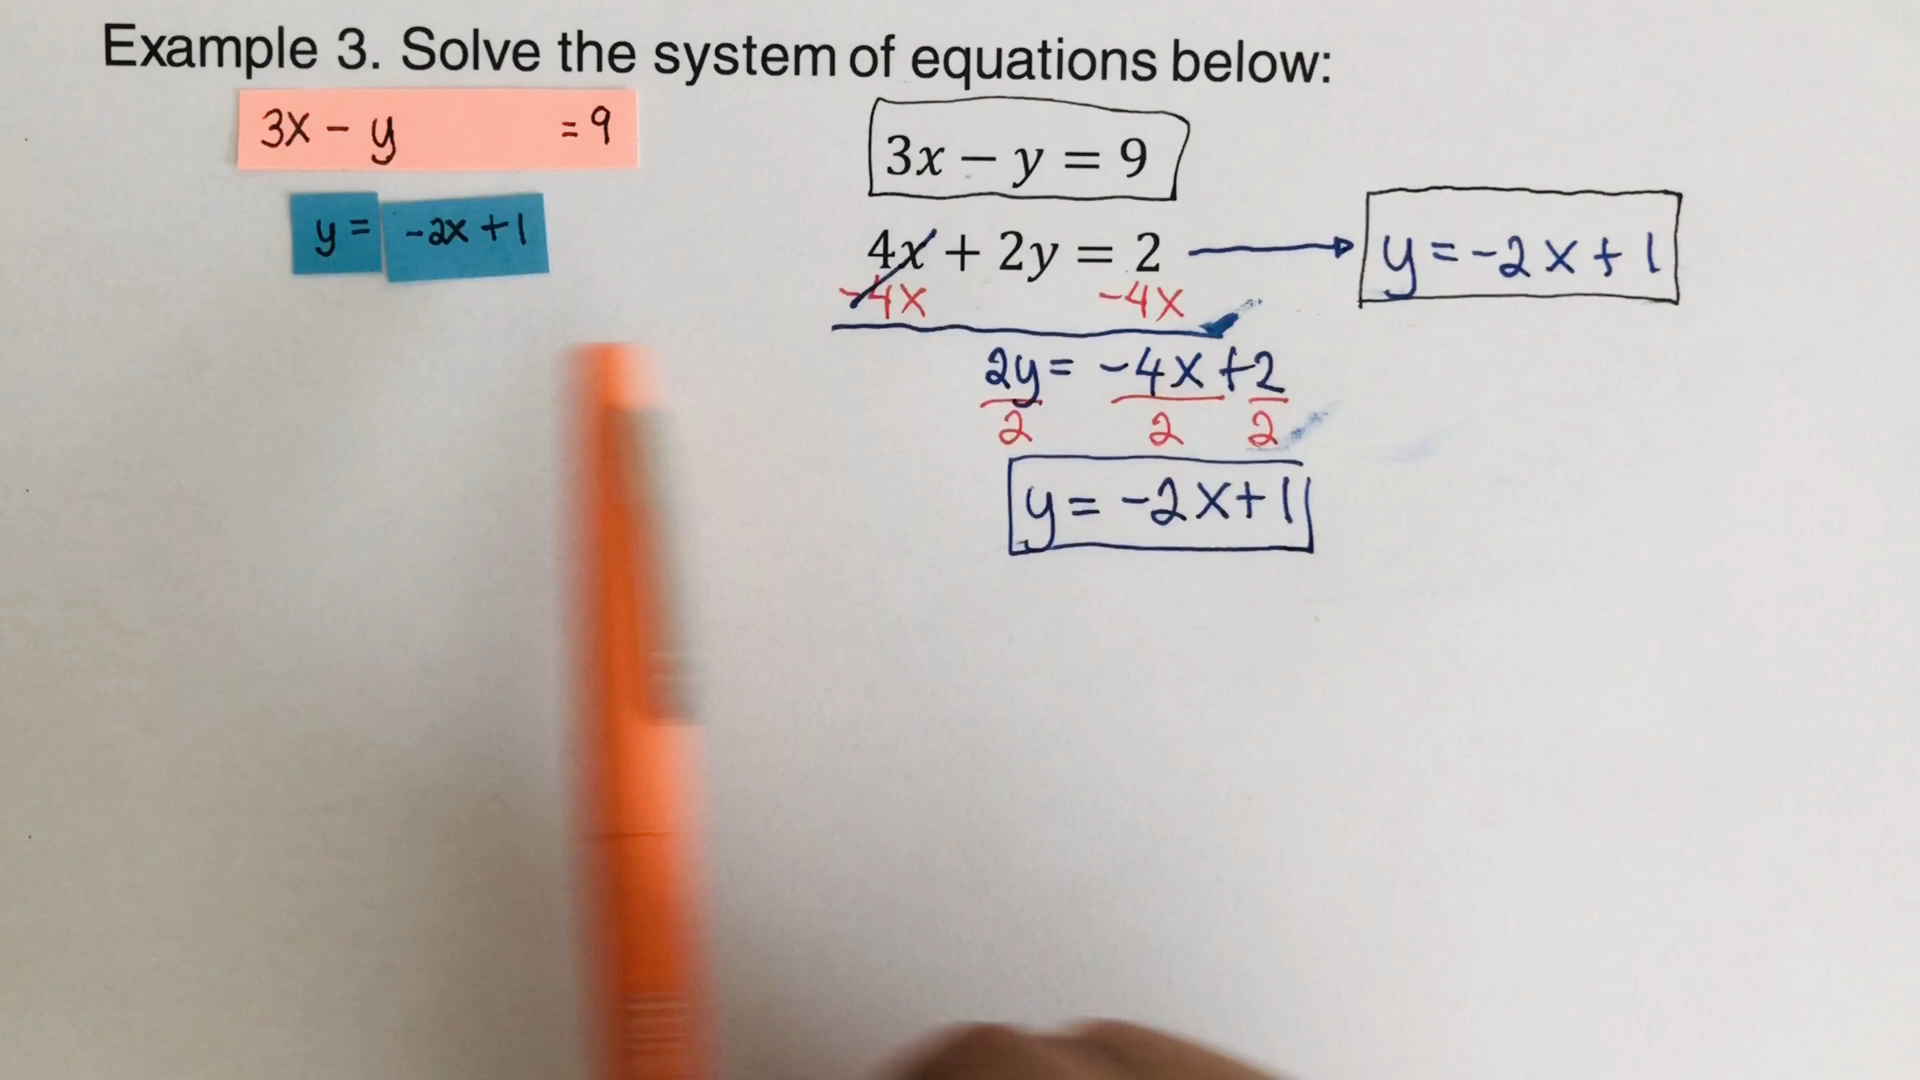 Example 3. Solve the system of equations below:
3x - y = 9
y = -2x + 1
3x − y = 9
4x + 2y = 2
-4x -4x
2y = -4x + 2
2 2 2
y = -2x + 1
y = -2x + 1